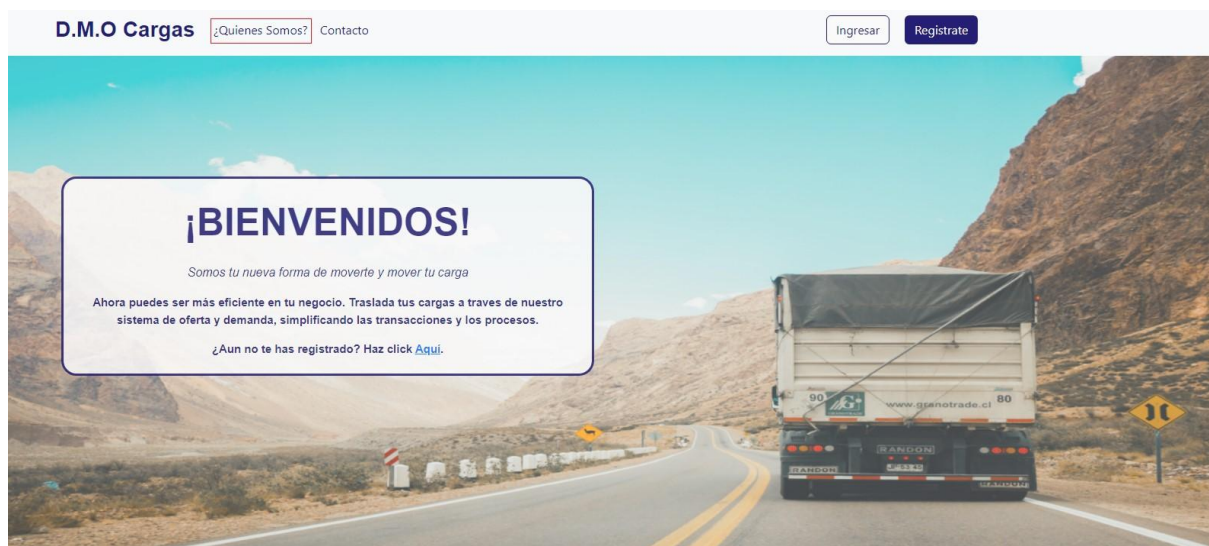 D.M.O Cargas ¿Quienes Somos? Contacto Ingresar Registrate
¡BIENVENIDOS!
Somos tu nueva forma de moverte y mover tu carga
Ahora puedes ser más eficiente en tu negocio. Traslada tus cargas a traves de nuestro
sistema de oferta y demanda, simplificando las transacciones y los procesos.
¿Aun no te has registrado? Haz click Aquí.
90 G www.granotrade.cl 80
RANDON
RANDON